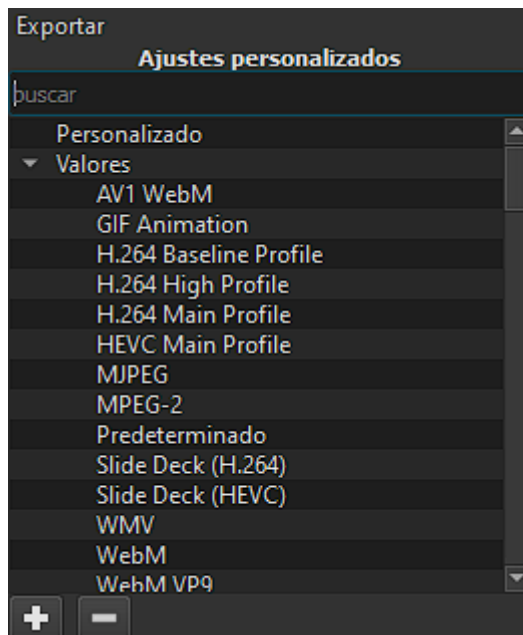 Exportar
Ajustes personalizados
buscar
Personalizado
Valores
AV1 WebM
GIF Animation
H.264 Baseline Profile
H.264 High Profile
H.264 Main Profile
HEVC Main Profile
MJPEG
MPEG-2
Predeterminado
Slide Deck (H.264)
Slide Deck (HEVC)
WMV
WebM
WebM VP9